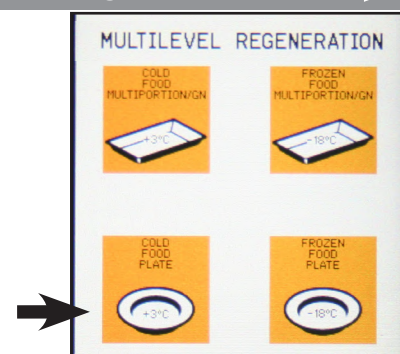 MULTILEVEL REGENERATION
COLD
FOOD
MULTIPORTION/GN
+3°C
FROZEN
FOOD
MULTIPORTION/GN
-18°C
COLD
FOOD
PLATE
+3°C
FROZEN
FOOD
PLATE
-18°C